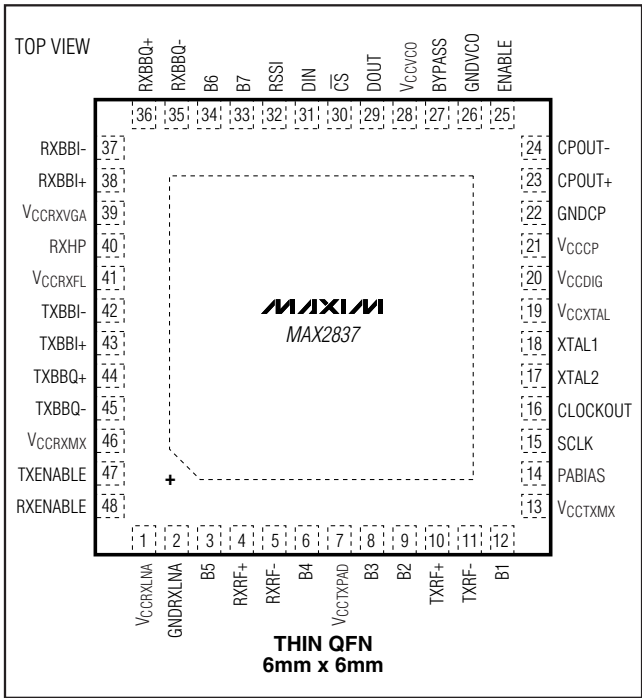 TOP VIEW
RXBBQ+
RXBBQ-
B6
B7
RSSI
DIN
CS
DOUT
VCCVCO
BYPASS
GNDVCO
ENABLE
36 35 34 33 32 31 30 29 28 27 26 25
RXBBI- 37
RXBBI+ 38
VCCRXVGA 39
RXHP 40
VCCRXFL 41
TXBBI- 42
TXBBI+ 43
TXBBQ+ 44
TXBBQ- 45
VCCRXMX 46
TXENABLE 47
RXENABLE 48
MAXIM
MAX2837
+
24 CPOUT-
23 CPOUT+
22 GNDCP
21 VCCCP
20 VCCDIG
19 VCCXTAL
18 XTAL1
17 XTAL2
16 CLOCKOUT
15 SCLK
14 PABIAS
13 VCCTXMX
1 2 3 4 5 6 7 8 9 10 11 12
VCCRXLNA
GNDRXLNA
B5
RXRF+
RXRF-
B4
VCCTXPAD
B3
B2
TXRF+
TXRF-
B1
THIN QFN
6mm x 6mm